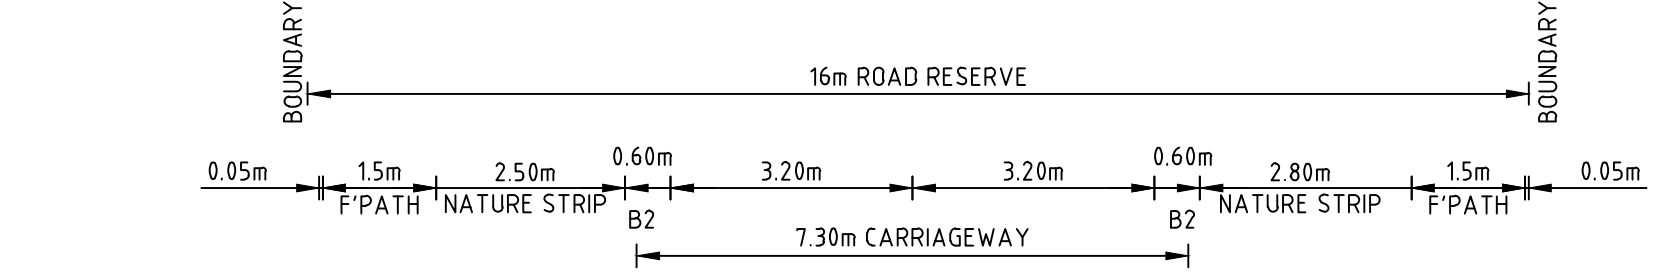 BOUNDARY
BOUNDARY
16m ROAD RESERVE
0.05m 1.5m 2.50m 0.60m 3.20m 3.20m 0.60m 2.80m 1.5m 0.05m
F'PATH NATURE STRIP B2 B2 NATURE STRIP F'PATH
7.30m CARRIAGEWAY